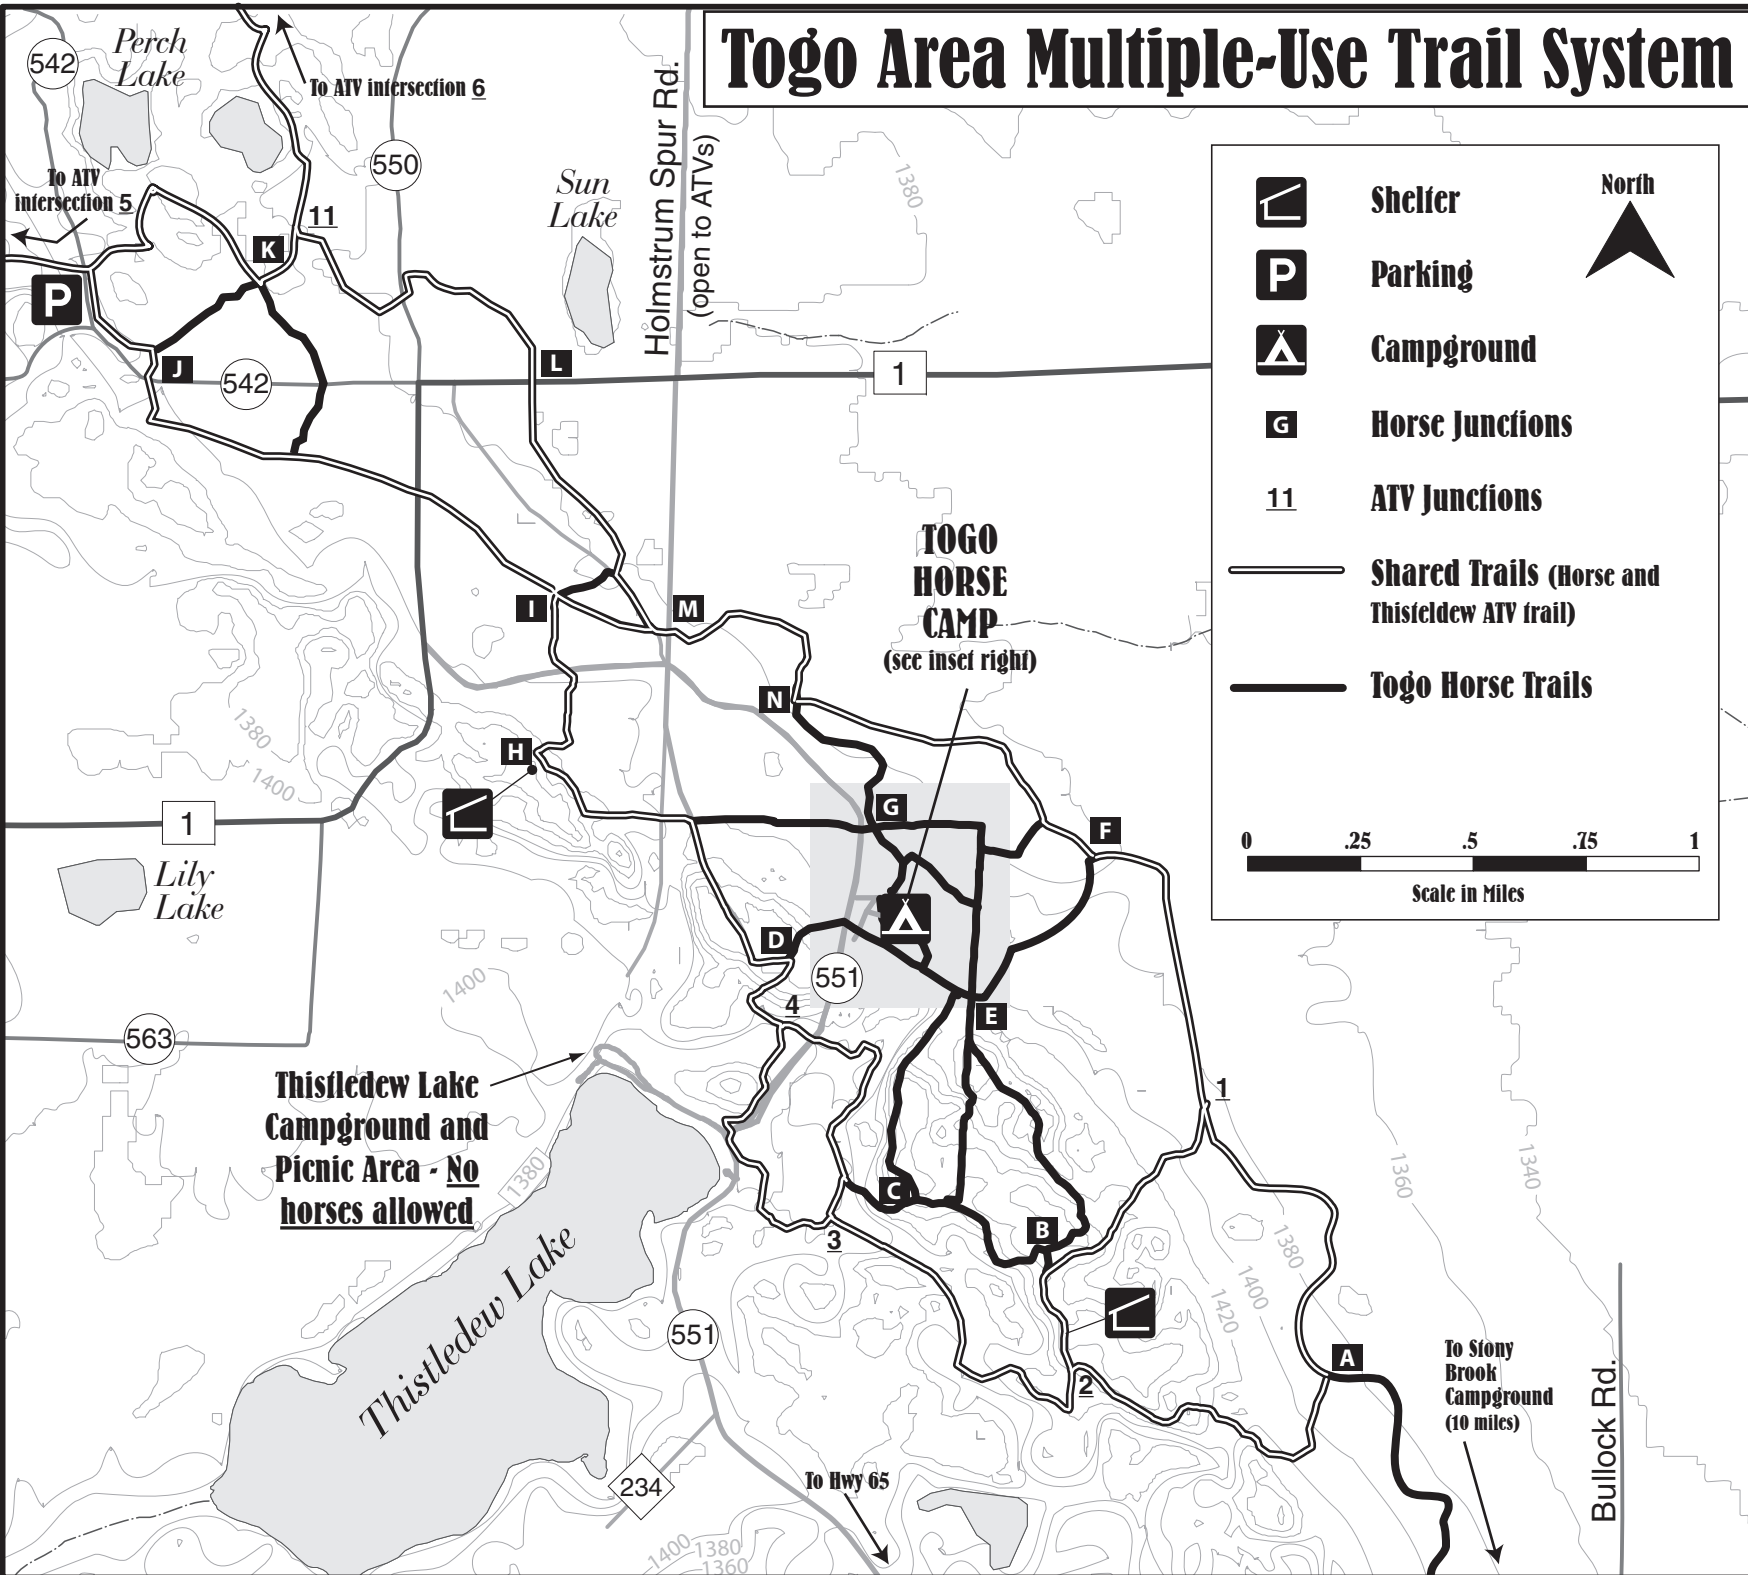 Togo Area Multiple-Use Trail System
542
Perch
Lake
To ATV intersection 6
Holmstrum Spur Rd.
(open to ATVs)
550
To ATV
intersection 5
11
K
Sun
Lake
1380
P
J
542
L
1
Shelter
North
P
Parking
Campground
G
Horse Junctions
11
ATV Junctions
Shared Trails (Horse and
Thisteldew ATV trail)
Togo Horse Trails
0 .25 .5 .75 1
Scale in Miles
TOGO
HORSE
CAMP
(see inset right)
I
M
N
H
1380
1400
G
F
1
Lily
Lake
D
551
4
1400
E
563
Thistledew Lake
Campground and
Picnic Area - No
horses allowed
1380
1
C
B
3
1360
1340
1380
1400
1420
Thistledew Lake
551
A
2
To Stony
Brook
Campground
(10 miles)
Bullock Rd.
234
To Hwy 65
1400
1380
1360